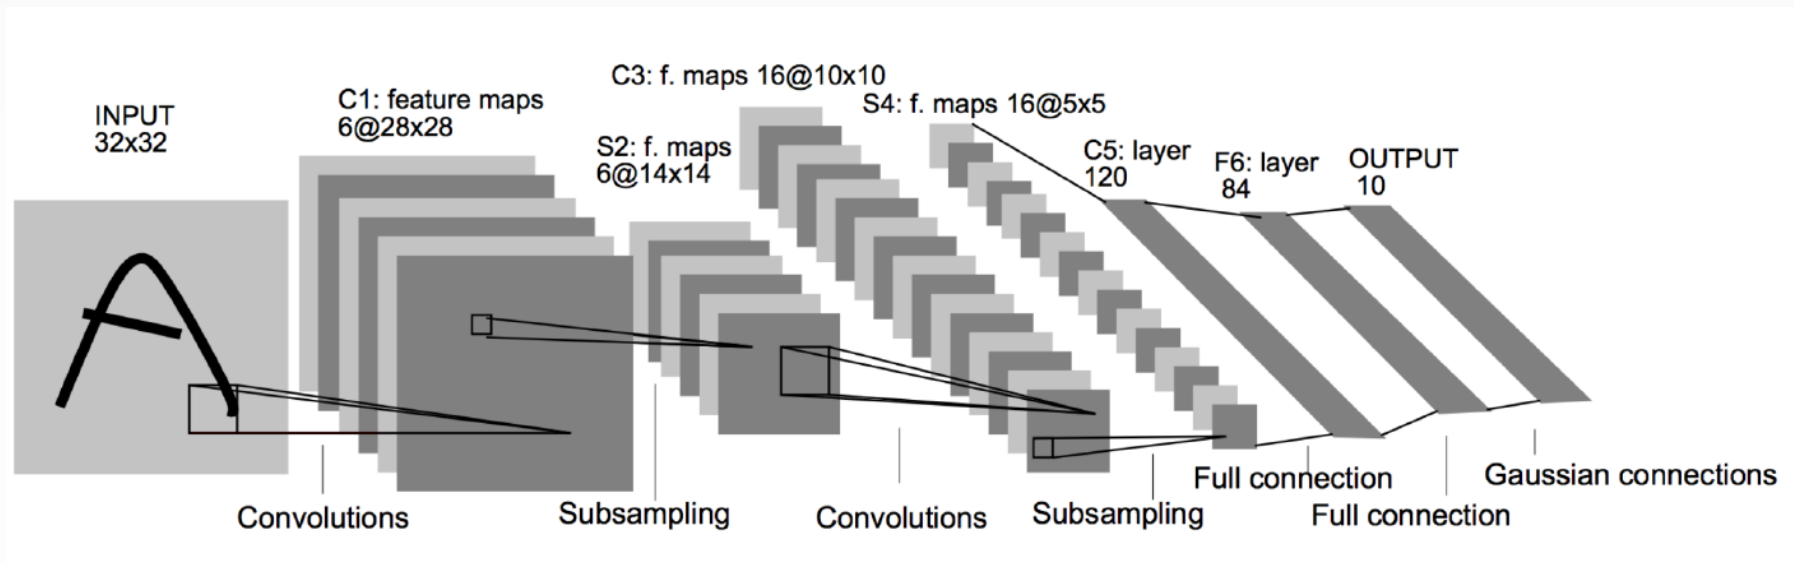 INPUT
32x32
C1: feature maps
6@28x28
S2: f. maps
6@14x14
C3: f. maps 16@10x10
S4: f. maps 16@5x5
C5: layer
120
F6: layer
84
OUTPUT
10
Convolutions
Subsampling
Convolutions
Subsampling
Full connection
Full connection
Gaussian connections